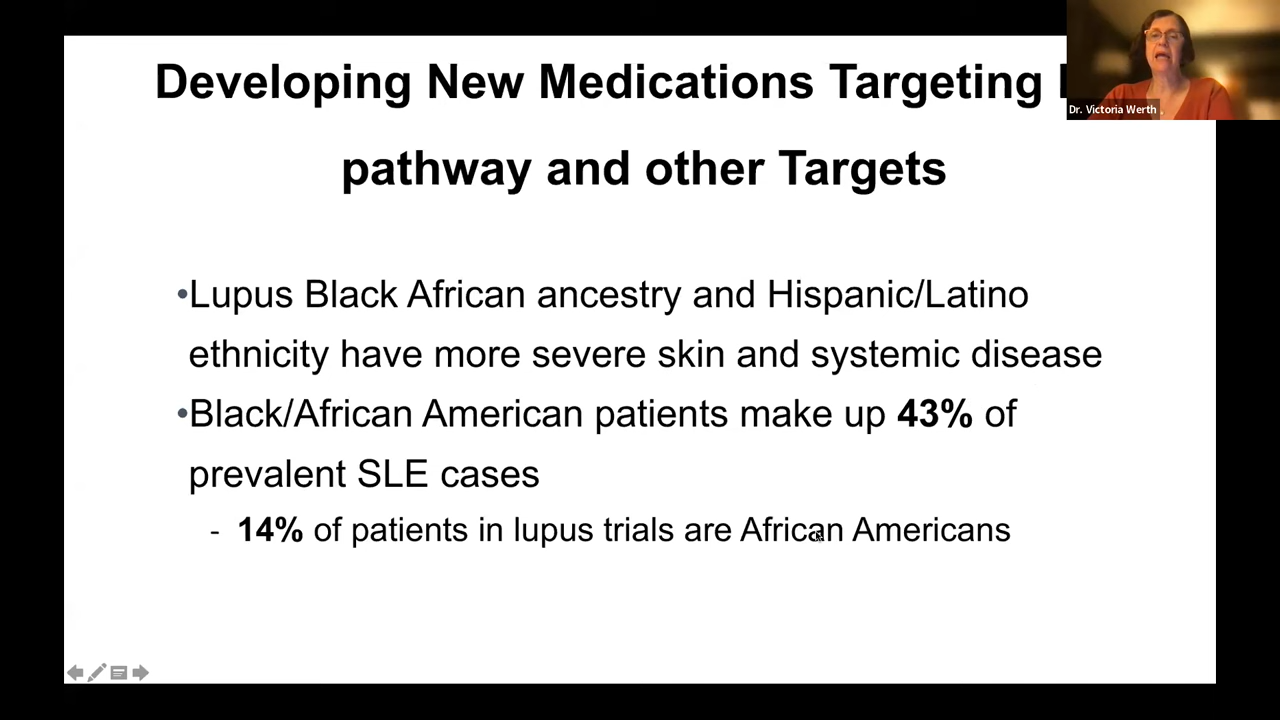 Developing New Medications Targeting
pathway and other Targets
Dr. Victoria Werth
•Lupus Black African ancestry and Hispanic/Latino
ethnicity have more severe skin and systemic disease
•Black/African American patients make up 43% of
prevalent SLE cases
- 14% of patients in lupus trials are African Americans